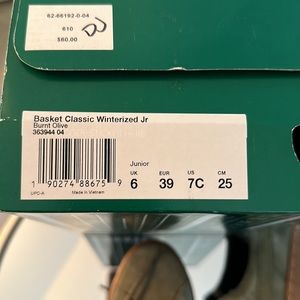 62-66192-0-04
610
$60.00
Basket Classic Winterized Jr
Burnt Olive
363944 04
Junior
UK EUR US CM
6 39 7C 25
1 90274 88675 9
UPC-A
Made in Vietnam